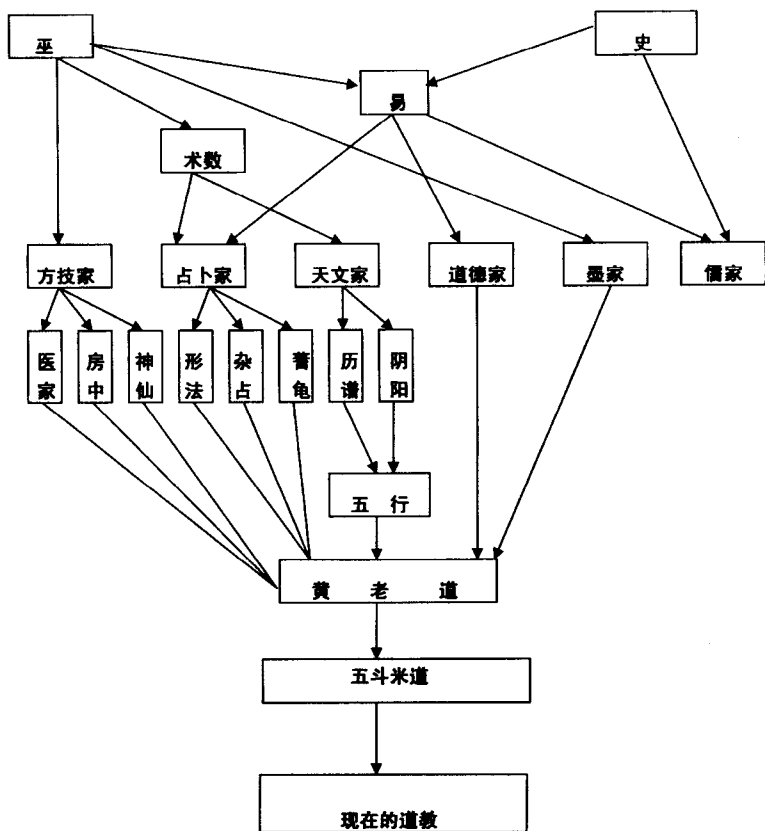 巫
史
易
术数
方技家
占卜家
天文家
道德家
墨家
儒家
医家
房中
神仙
形法
杂占
蓍龟
历谱
阴阳
五 行
黄 老 道
五斗米道
现在的道教